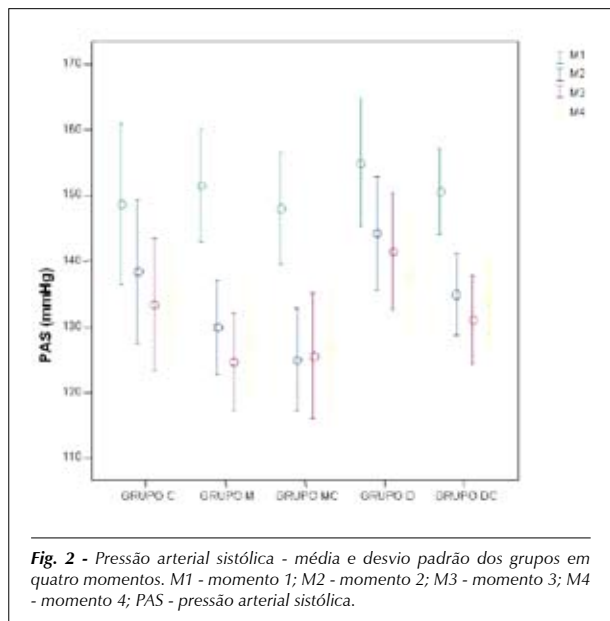 170
160
150
140
130
120
110
PAS (mmHg)
M1
M2
M3
M4
GRUPO C
GRUPO M
GRUPO MC
GRUPO D
GRUPO DC
Fig. 2 - Pressão arterial sistólica - média e desvio padrão dos grupos em
quatro momentos. M1 - momento 1; M2 - momento 2; M3 - momento 3; M4
- momento 4; PAS - pressão arterial sistólica.